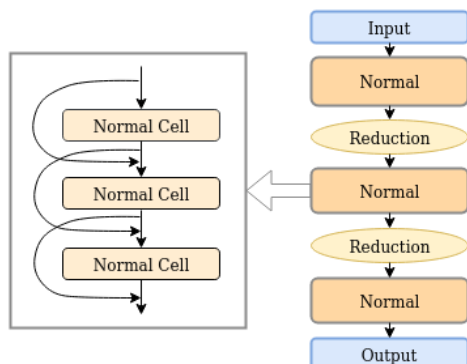 Normal Cell
Normal Cell
Normal Cell
Input
Normal
Reduction
Normal
Reduction
Normal
Output